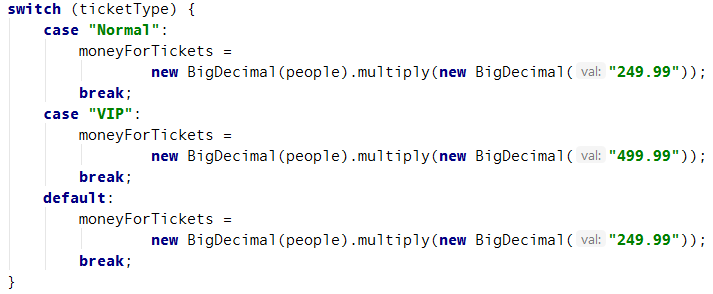 switch (ticketType) {
    case "Normal":
        moneyForTickets =
                new BigDecimal(people).multiply(new BigDecimal( val: "249.99"));
        break;
    case "VIP":
        moneyForTickets =
                new BigDecimal(people).multiply(new BigDecimal( val: "499.99"));
        break;
    default:
        moneyForTickets =
                new BigDecimal(people).multiply(new BigDecimal( val: "249.99"));
        break;
}